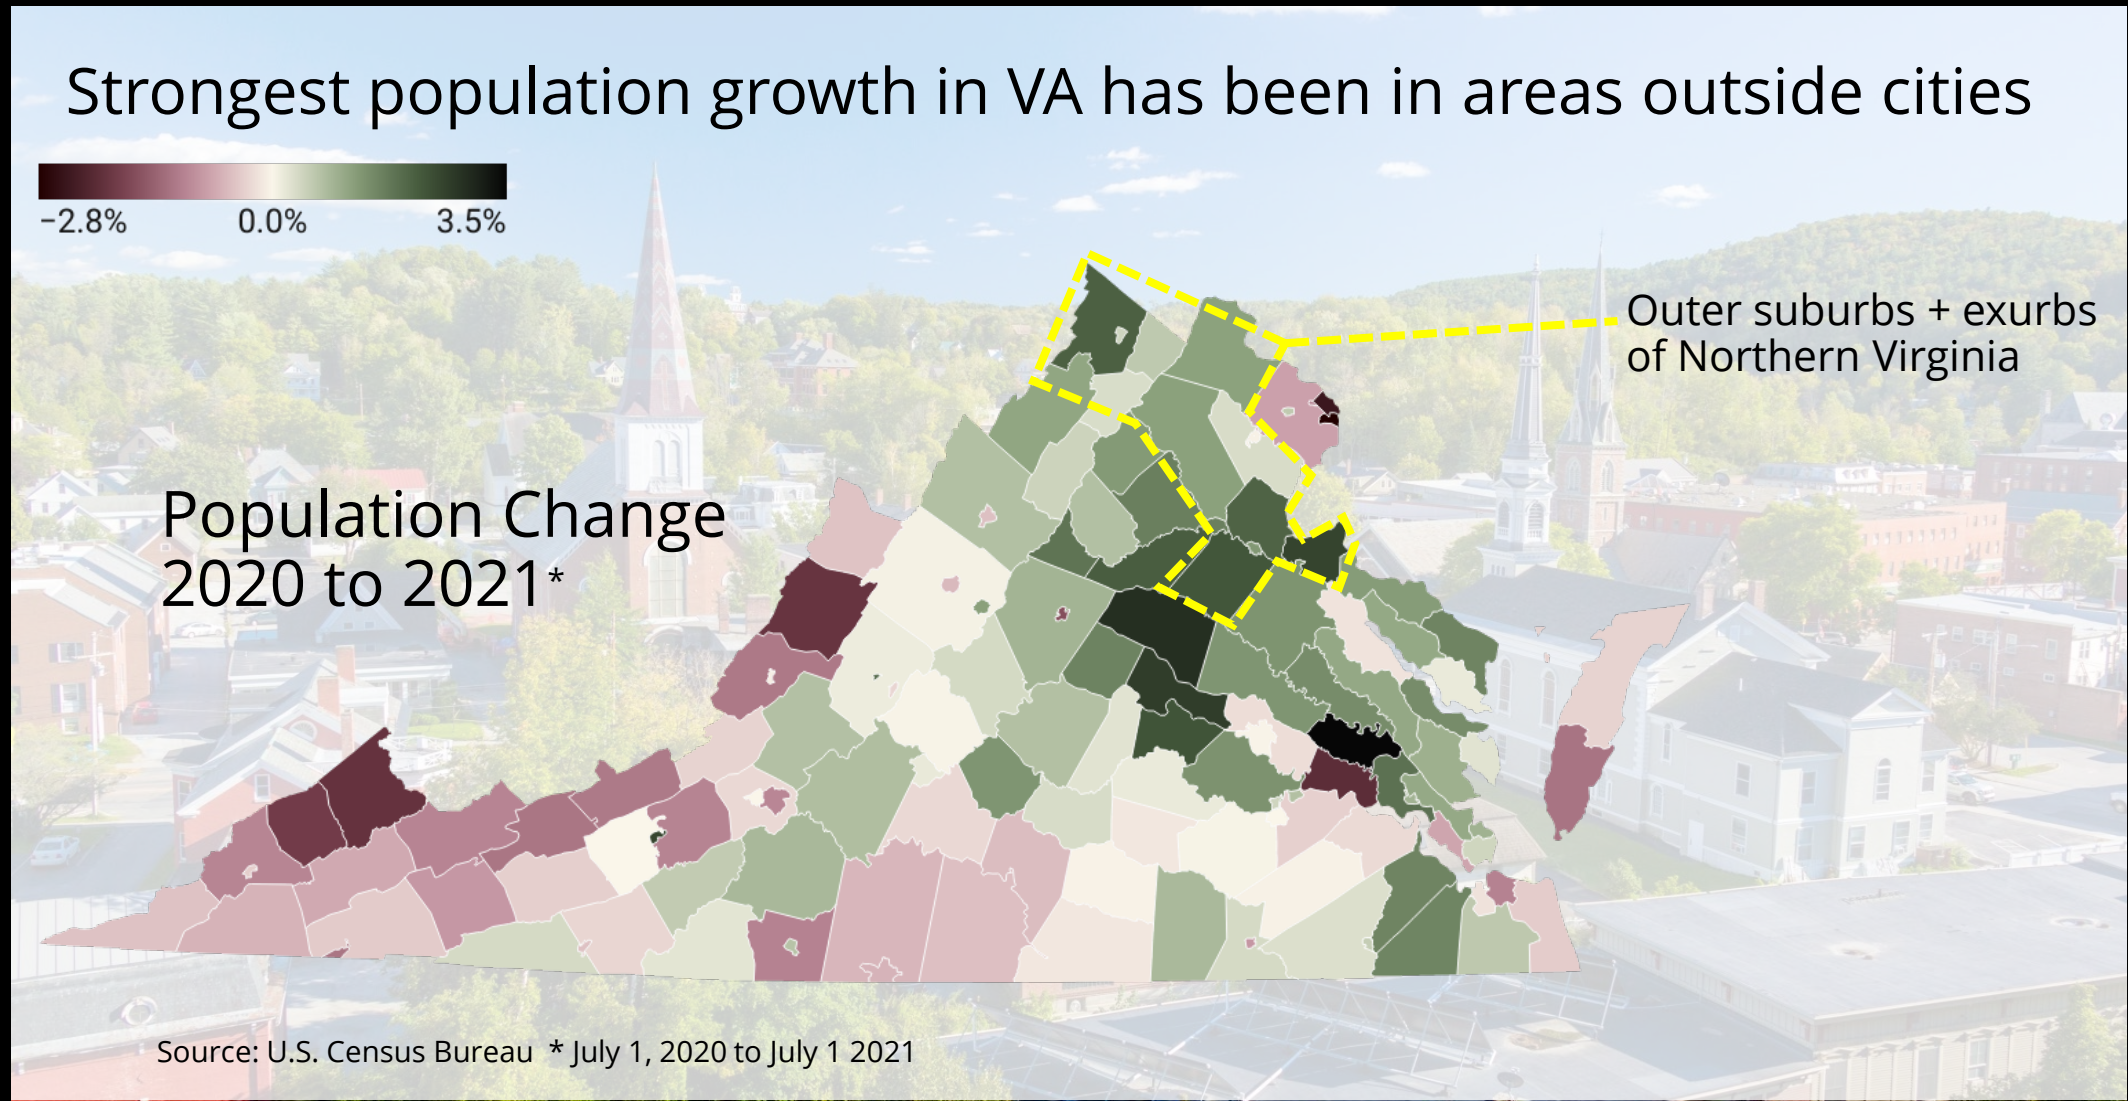 Strongest population growth in VA has been in areas outside cities
−2.8% 0.0% 3.5%
Outer suburbs + exurbs
of Northern Virginia
Population Change
2020 to 2021*
Source: U.S. Census Bureau * July 1, 2020 to July 1 2021